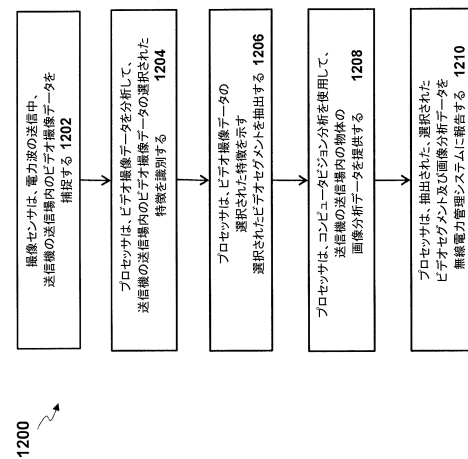 1200
撮像センサは、電力波の送信中、
送信機の送信場内のビデオ撮像データを
捕捉する 1202
プロセッサは、ビデオ撮像データを分析して、
送信機の送信場内のビデオ撮像データの選択された
特徴を識別する 1204
プロセッサは、ビデオ撮像データの
選択された特徴を示す
選択されたビデオセグメントを抽出する 1206
プロセッサは、コンピュータビジョン分析を使用して、
送信機の送信場内の物体の
画像分析データを提供する 1208
プロセッサは、抽出された、選択された
ビデオセグメント及び画像分析データを
無線電力管理システムに報告する 1210